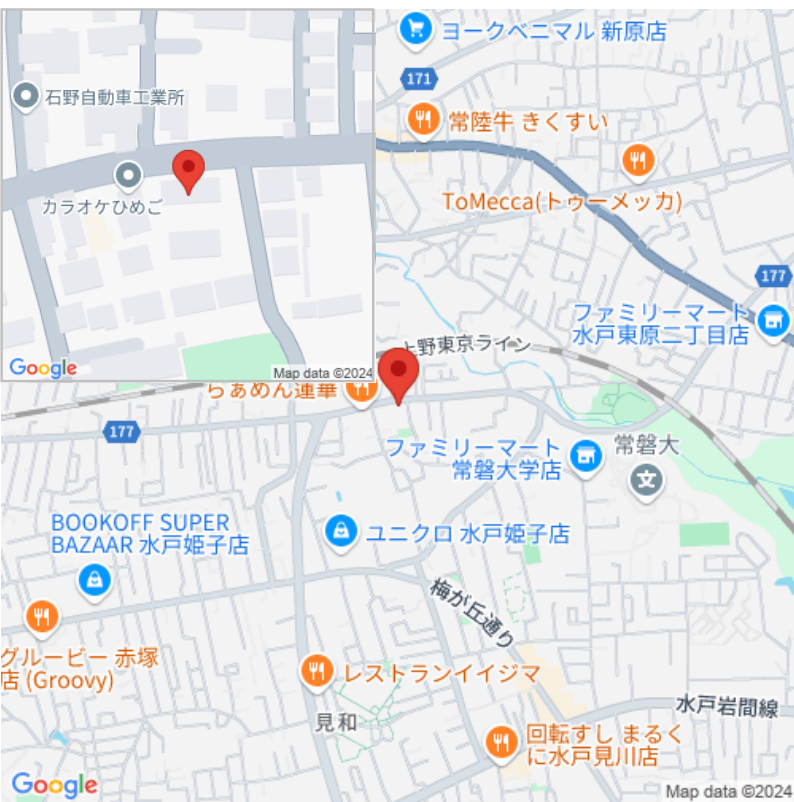 石野自動車工業所
カラオケひめご
Google
Map data ©2024
ヨークベニマル 新原店
171
常陸牛 きくすい
ToMecca(トゥーメッカ)
177
ファミリーマート
水戸東原二丁目店
上野東京ライン
らぁめん蓮華
177
ファミリーマート
常磐大学店
常磐大
文
BOOKOFF SUPER
BAZAAR 水戸姫子店
ユニクロ 水戸姫子店
梅が丘通り
グルービー 赤塚
店 (Groovy)
レストランイイジマ
見和
水戸岩間線
回転すし まるく
に水戸見川店
Google
Map data ©2024